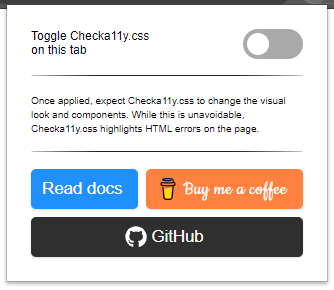 Toggle Checka11y.css
on this tab
Once applied, expect Checka11y.css to change the visual
look and components. While this is unavoidable,
Checka11y.css highlights HTML errors on the page.
Read docs
Buy me a coffee
GitHub